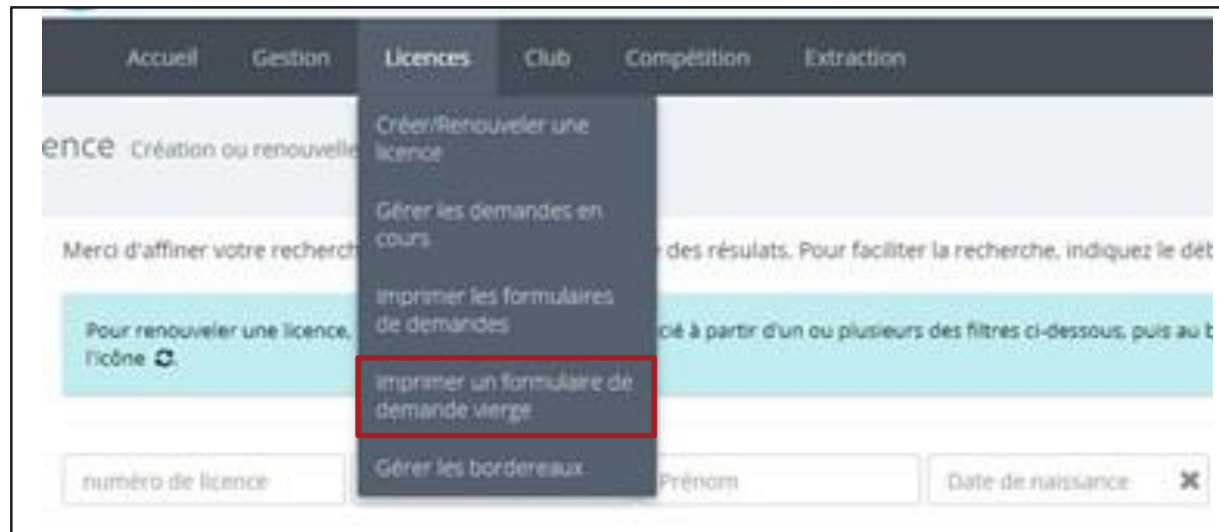 Accueil Gestion Licences Club Compétition Extraction
Créer/Renouveler une
ence Création ou renouvelle licence
Gérer les demandes en
cours
Merci d'affiner votre recherch e des résulats. Pour faciliter la recherche, indiquez le déb
Imprimer les formulaires
de demandes
Pour renouveler une licence, cié à partir d'un ou plusieurs des filtres ci-dessous, puis au b
l'icône
Imprimer un formulaire de
demande vierge
Gérer les bordereaux
numéro de licence Prénom Date de naissance